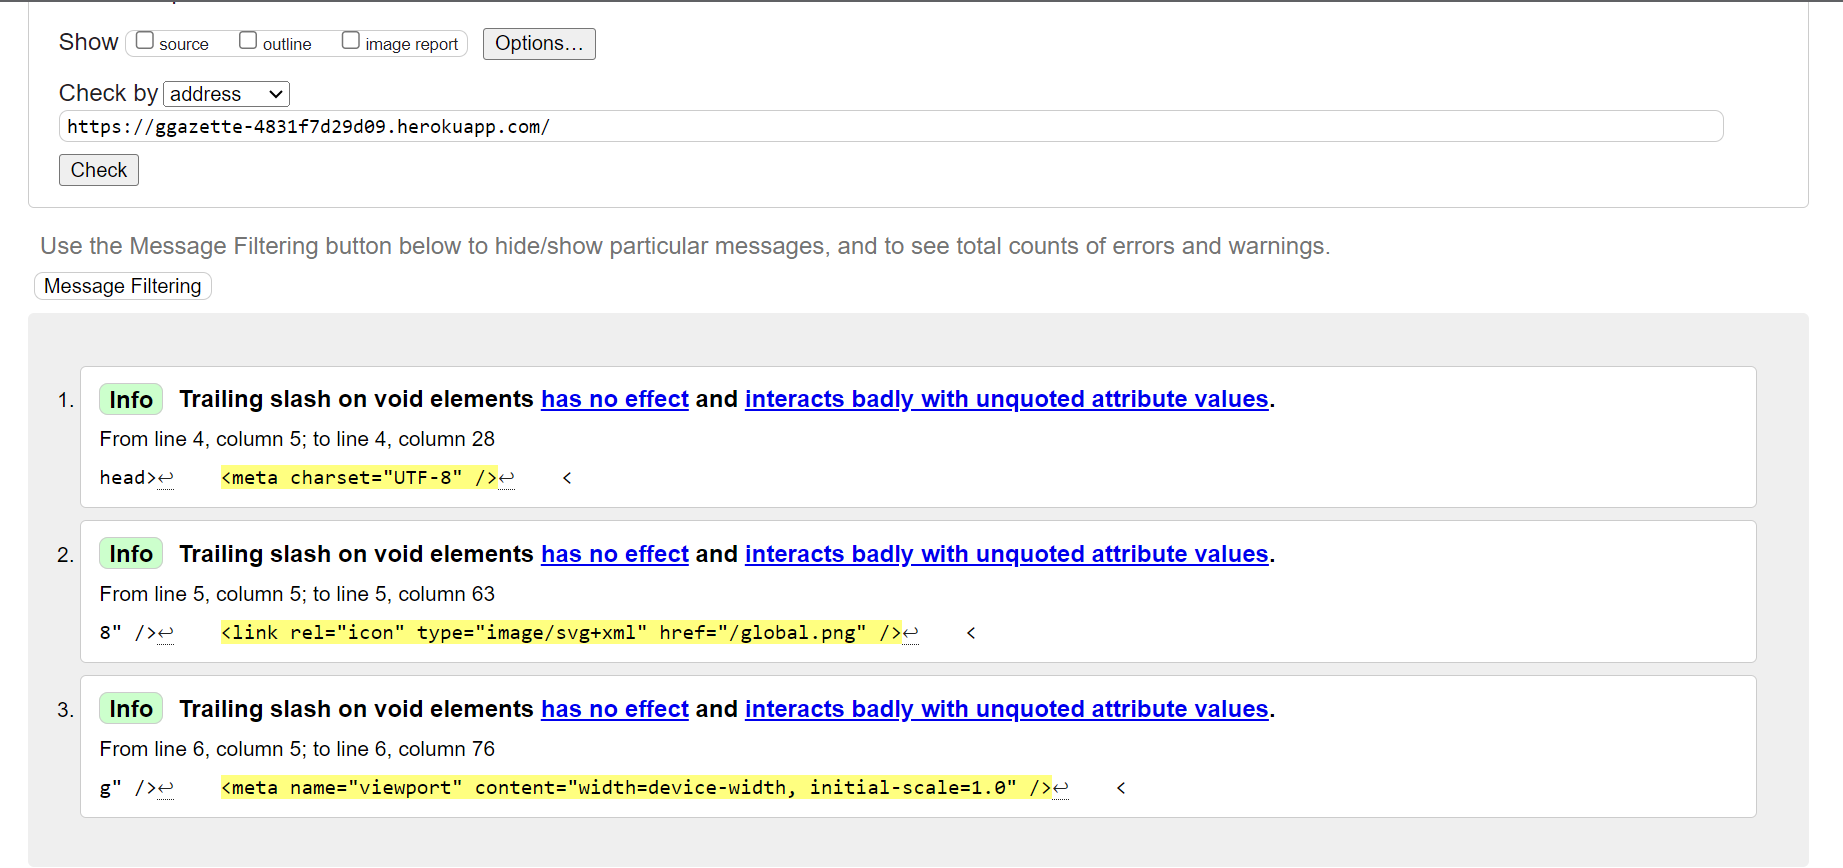 Show source outline image report Options...
Check by address
https://ggazette-4831f7d29d09.herokuapp.com/
Check
Use the Message Filtering button below to hide/show particular messages, and to see total counts of errors and warnings.
Message Filtering
1. Info Trailing slash on void elements has no effect and interacts badly with unquoted attribute values.
From line 4, column 5; to line 4, column 28
head>↩ <meta charset="UTF-8" />↩ <
2. Info Trailing slash on void elements has no effect and interacts badly with unquoted attribute values.
From line 5, column 5; to line 5, column 63
8" />↩ <link rel="icon" type="image/svg+xml" href="/global.png" />↩ <
3. Info Trailing slash on void elements has no effect and interacts badly with unquoted attribute values.
From line 6, column 5; to line 6, column 76
g" />↩ <meta name="viewport" content="width=device-width, initial-scale=1.0" />↩ <